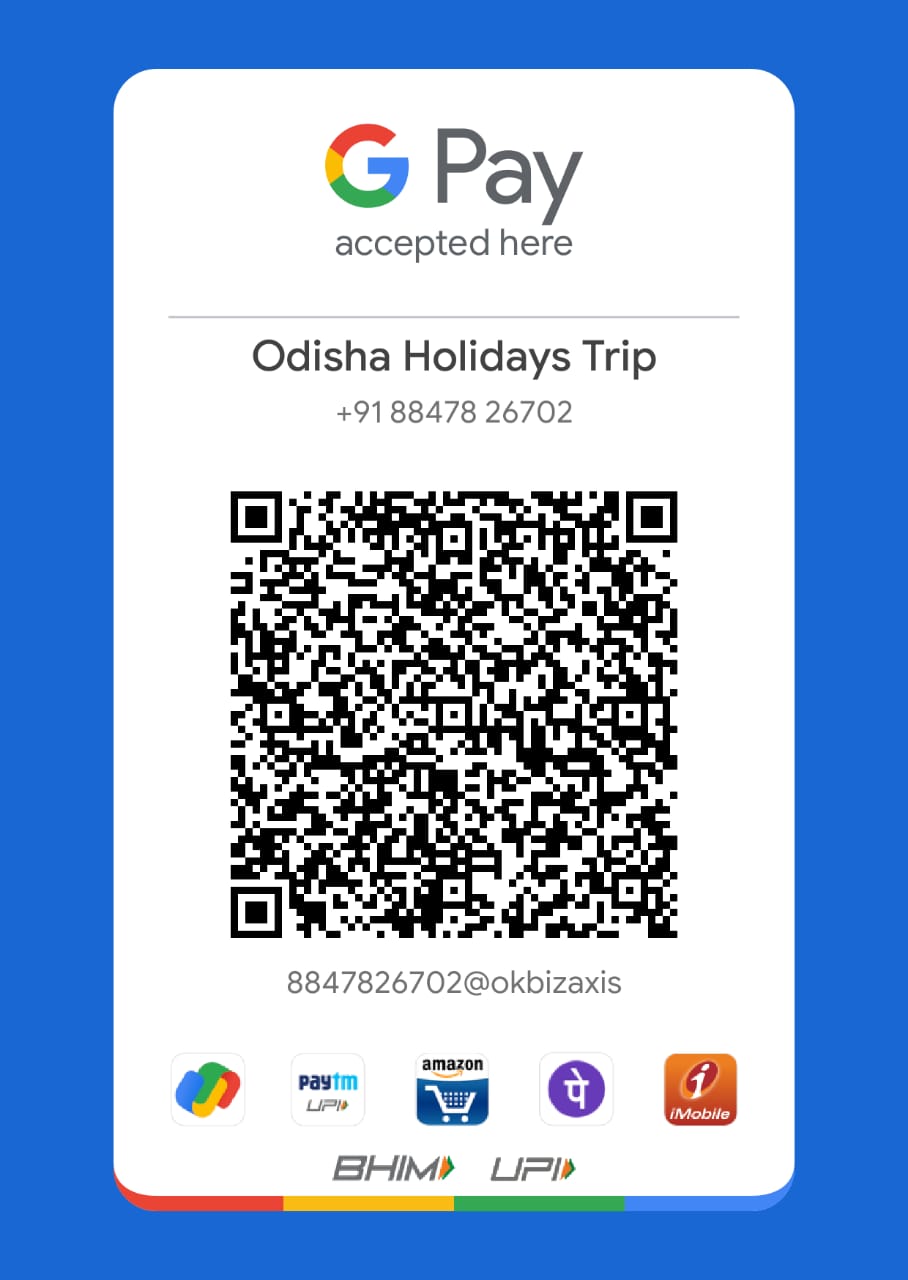 G Pay
accepted here
Odisha Holidays Trip
+91 88478 26702
8847826702@okbizaxis
paytm
UPI
amazon
पे
i
iMobile
BHIM UPI